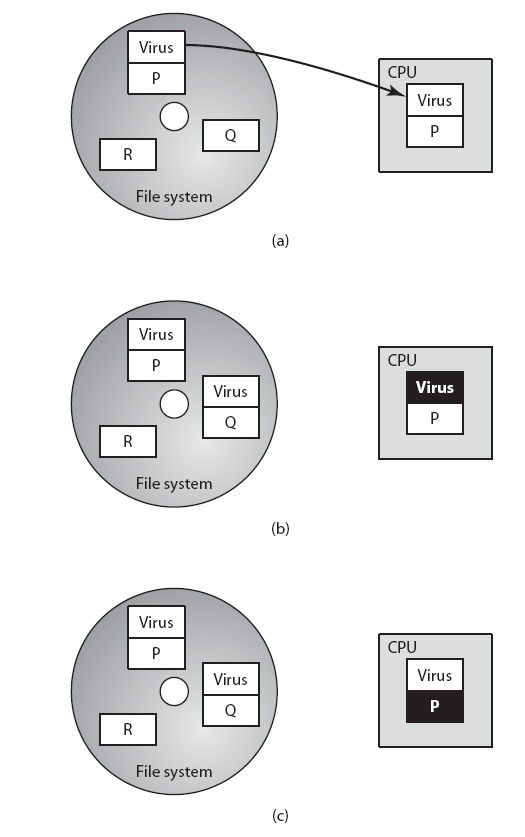 Virus
P
R
Q
File system
CPU
Virus
P
(a)
Virus
P
Virus
Q
R
File system
CPU
Virus
P
(b)
Virus
P
Virus
Q
R
File system
CPU
Virus
P
(c)